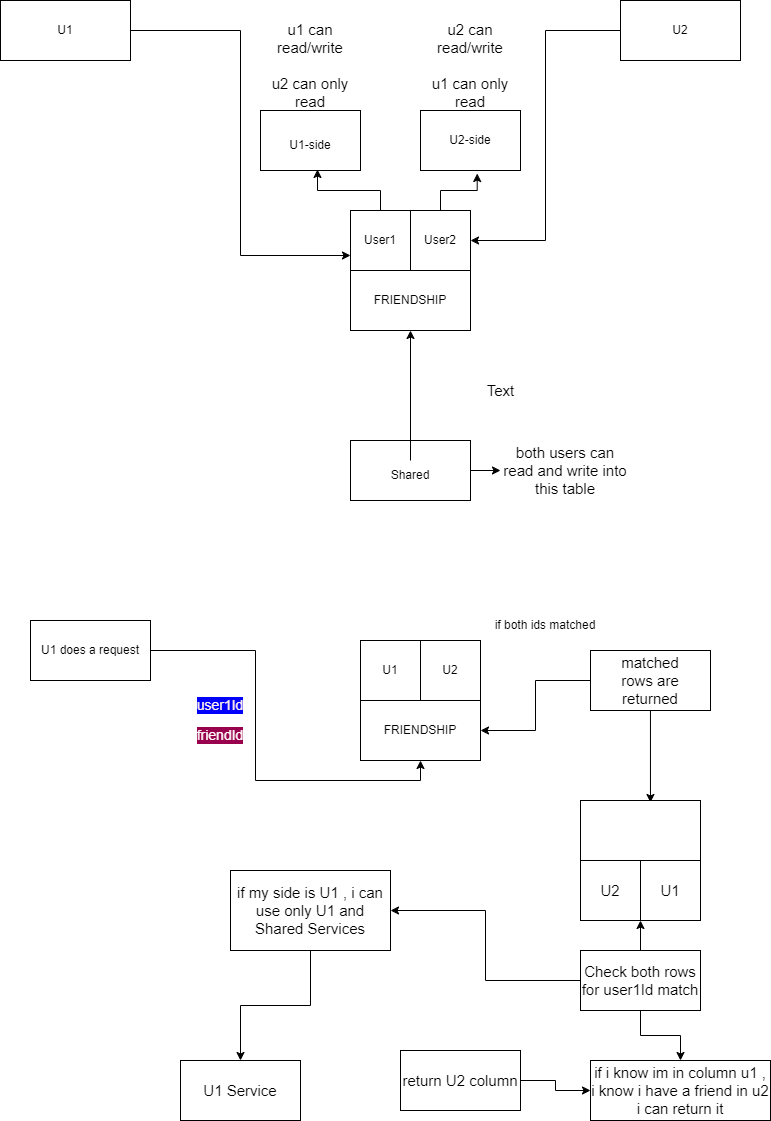 U1
u1 can
read/write
u2 can
read/write
U2
u2 can only
read
u1 can only
read
U1-side
U2-side
User1
User2
FRIENDSHIP
Text
Shared
both users can
read and write into
this table
U1 does a request
if both ids matched
U1
U2
matched
rows are
returned
user1Id
friendId
FRIENDSHIP
if my side is U1 , i can
use only U1 and
Shared Services
U2
U1
Check both rows
for user1Id match
U1 Service
return U2 column
if i know im in column u1 ,
i know i have a friend in u2
i can return it